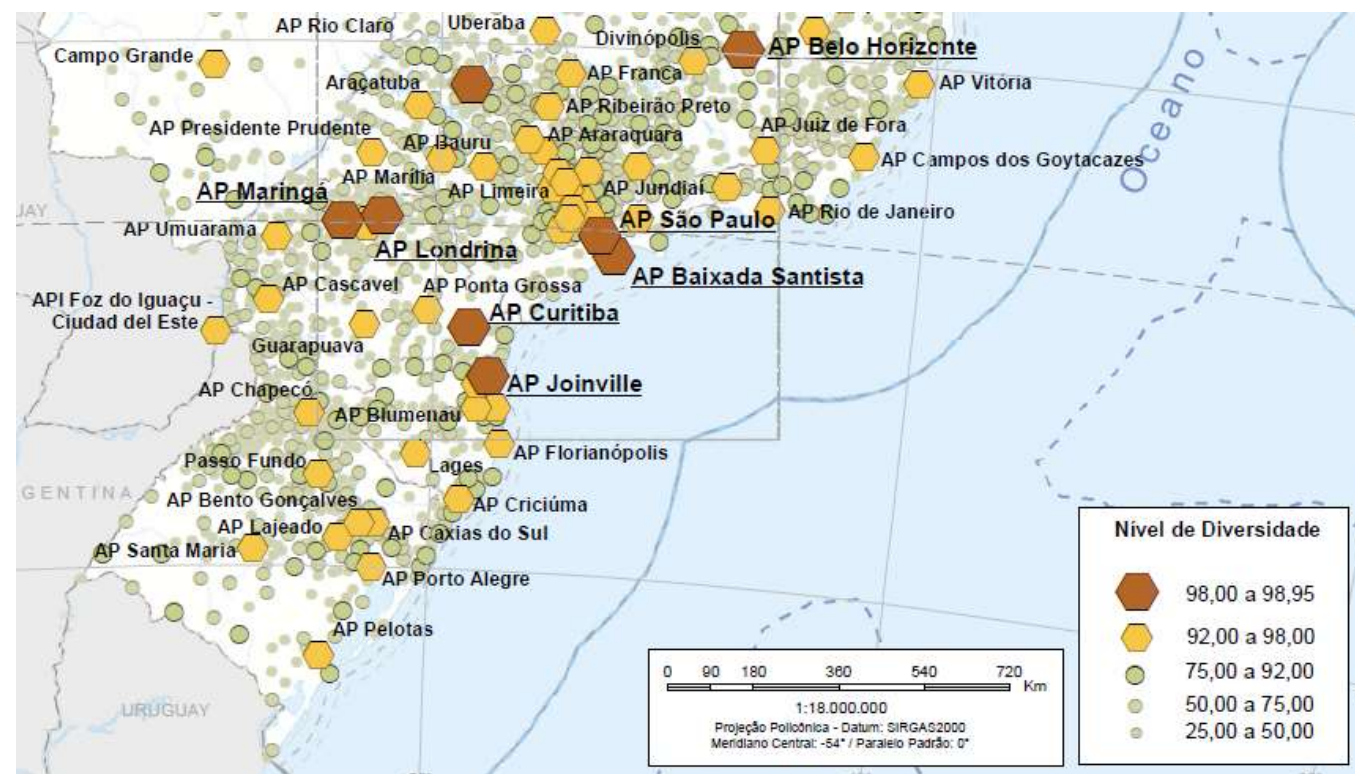 AP Rio Claro
Uberaba
Divinópolis
AP Belo Horizonte
Campo Grande
Araçatuba
AP Franca
AP Vitória
AP Ribeirão Preto
AP Presidente Prudente
AP Bauru
AP Araraquara
AP Juiz de Fora
AP Campos dos Goytacazes
AP Marília
AP Limeira
AP Jundiaí
AP Maringá
AP São Paulo
AP Rio de Janeiro
AP Umuarama
AP Londrina
AP Baixada Santista
AP Cascavel
AP Ponta Grossa
API Foz do Iguaçu -
Ciudad del Este
AP Curitiba
Guarapuava
AP Chapecó
AP Joinville
AP Blumenau
AP Florianópolis
Passo Fundo
Lages
AP Bento Gonçalves
AP Criciúma
AP Lajeado
AP Caxias do Sul
AP Santa Maria
AP Porto Alegre
AP Pelotas
UAY
GENTINA
URUGUAY
Oceano
Nível de Diversidade
98,00 a 98,95
92,00 a 98,00
75,00 a 92,00
50,00 a 75,00
25,00 a 50,00
0 90 180 360 540 720
Km
1:18.000.000
Projeção Policônica - Datum: SIRGAS2000
Meridiano Central: -54° / Paralelo Padrão: 0°